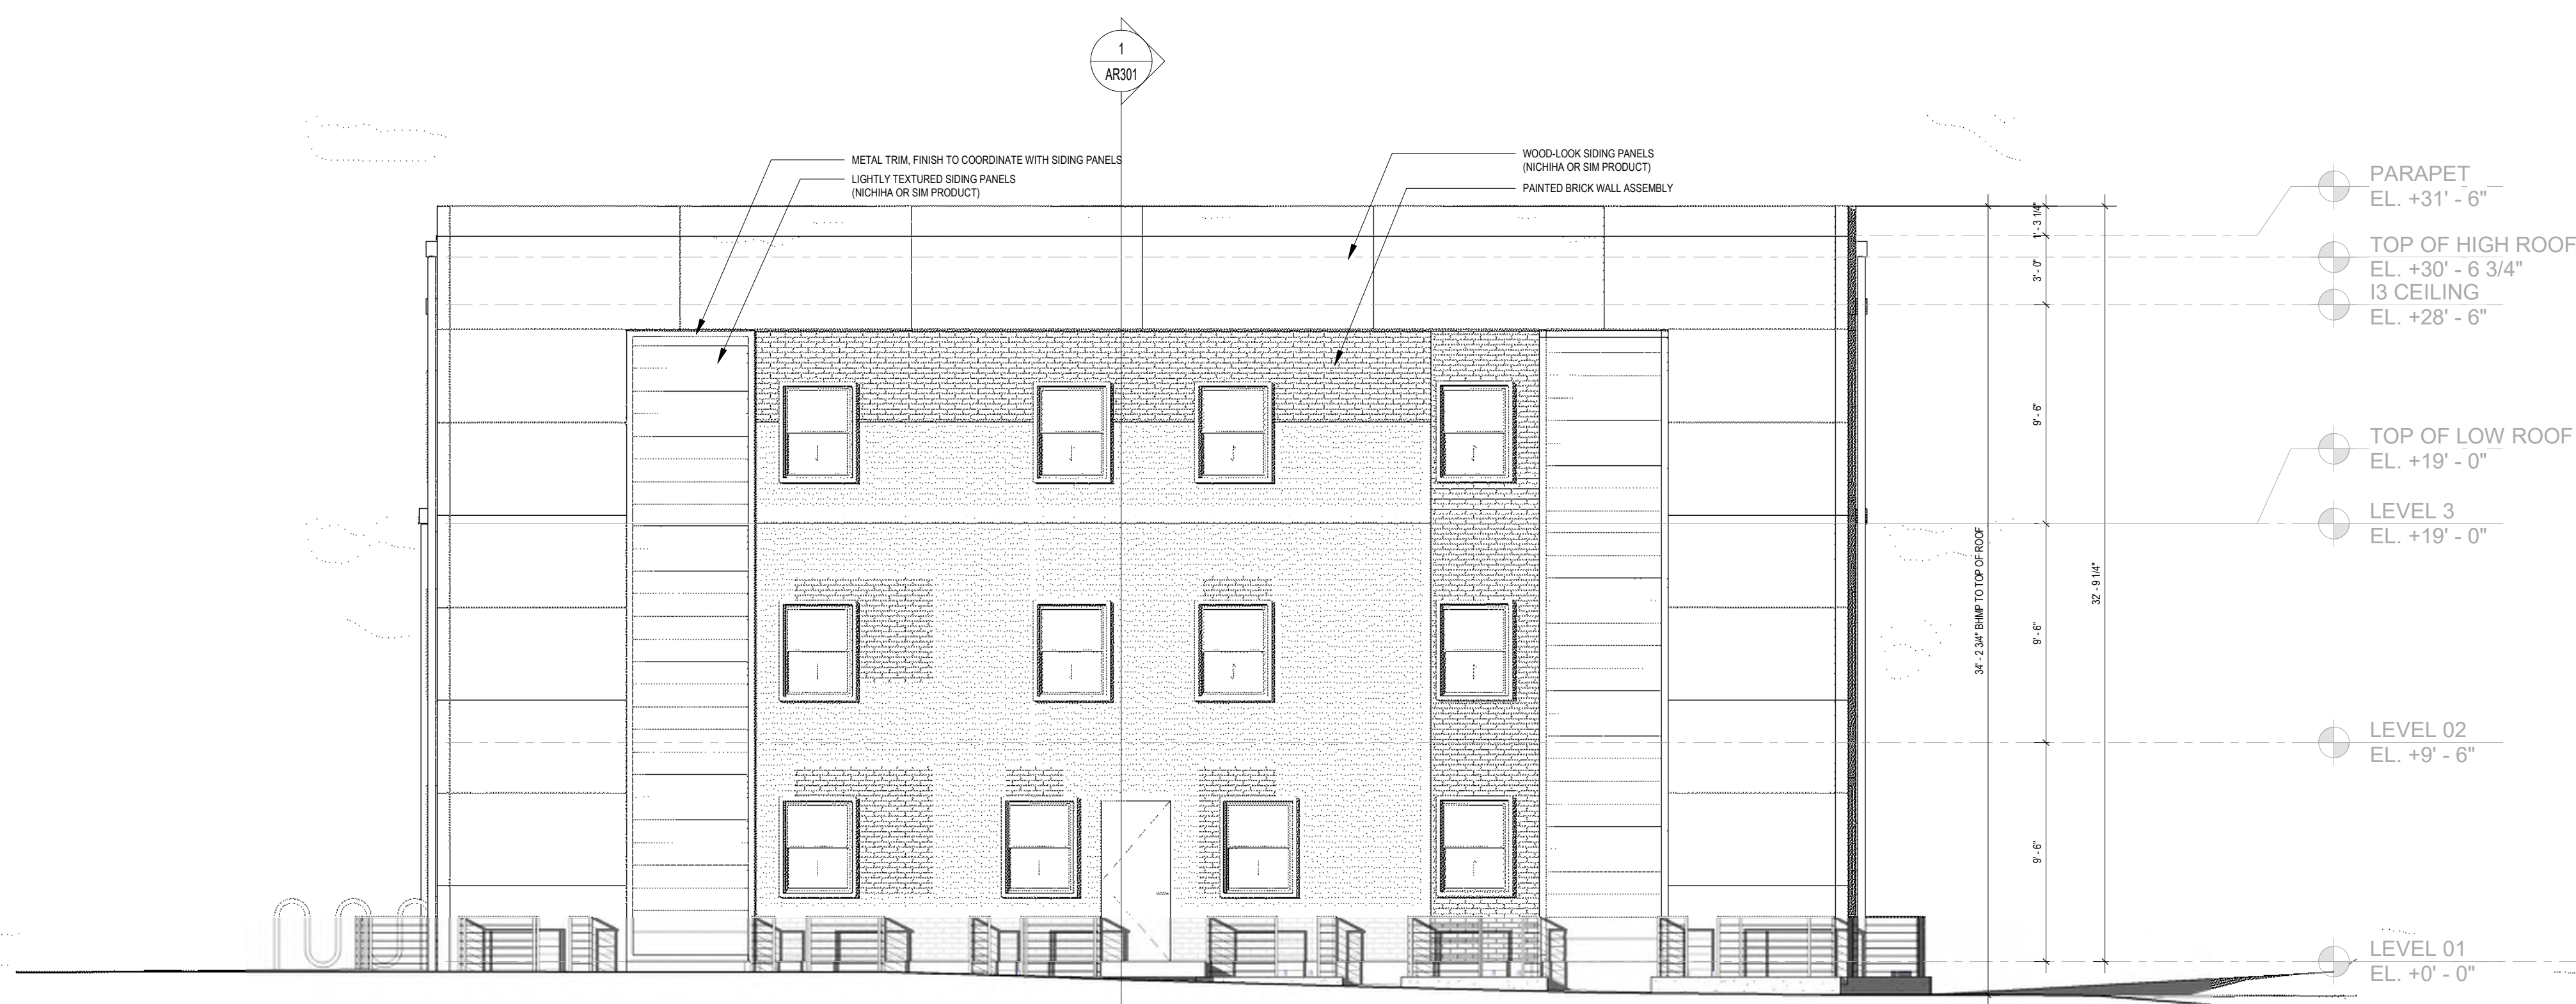 1
AR301
METAL TRIM, FINISH TO COORDINATE WITH SIDING PANELS
LIGHTLY TEXTURED SIDING PANELS
(NICHIHA OR SIM PRODUCT)
WOOD-LOOK SIDING PANELS
(NICHIHA OR SIM PRODUCT)
PAINTED BRICK WALL ASSEMBLY
1' - 3 1/4"
3' - 0"
9' - 6"
9' - 6"
9' - 6"
34' - 2 3/4" BHIMP TO TOP OF ROOF
32' - 9 1/4"
PARAPET
EL. +31' - 6"
TOP OF HIGH ROOF
EL. +30' - 6 3/4"
I3 CEILING
EL. +28' - 6"
TOP OF LOW ROOF
EL. +19' - 0"
LEVEL 3
EL. +19' - 0"
LEVEL 02
EL. +9' - 6"
LEVEL 01
EL. +0' - 0"